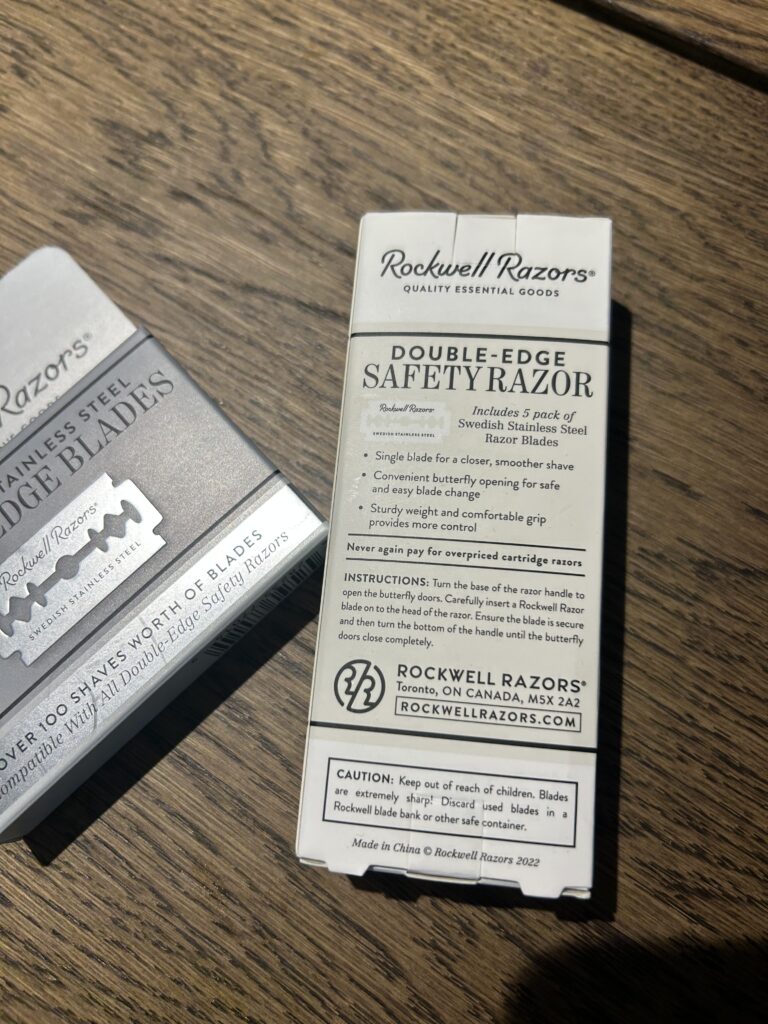 Rockwell Razors®
QUALITY ESSENTIAL GOODS
DOUBLE-EDGE
SAFETY RAZOR
Rockwell Razors®
SWEDISH STAINLESS STEEL
Includes 5 pack of
Swedish Stainless Steel
Razor Blades
• Single blade for a closer, smoother shave
• Convenient butterfly opening for safe
and easy blade change
• Sturdy weight and comfortable grip
provides more control
Never again pay for overpriced cartridge razors
INSTRUCTIONS: Turn the base of the razor handle to
open the butterfly doors. Carefully insert a Rockwell Razor
blade on to the head of the razor. Ensure the blade is secure
and then turn the bottom of the handle until the butterfly
doors close completely.
ROCKWELL RAZORS®
Toronto, ON CANADA, M5X 2A2
ROCKWELLRAZORS.COM
CAUTION: Keep out of reach of children. Blades
are extremely sharp! Discard used blades in a
Rockwell blade bank or other safe container.
Made in China © Rockwell Razors 2022
Razors®
STEEL
BLADES
Rockwell Razors®
SWEDISH STAINLESS STEEL
OVER 100 SHAVES WORTH OF BLADES
With All Double-Edge Safety Razors